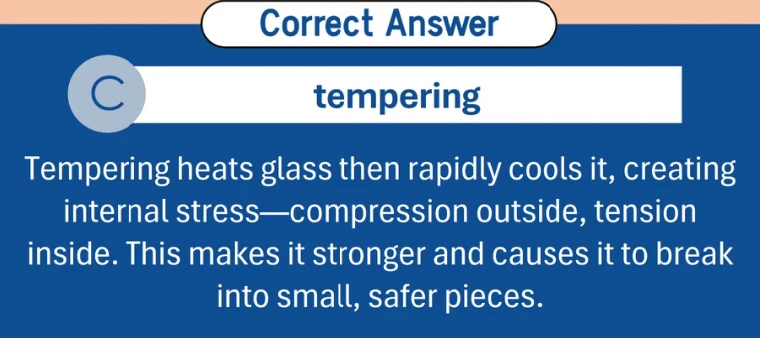 Correct Answer
C
tempering
Tempering heats glass then rapidly cools it, creating
internal stress—compression outside, tension
inside. This makes it stronger and causes it to break
into small, safer pieces.